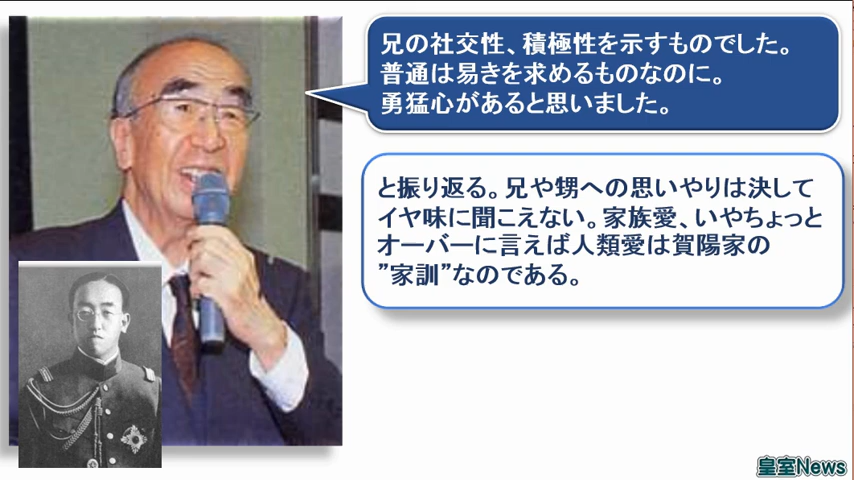 兄の社交性、積極性を示すものでした。
普通は易きを求めるものなのに。
勇猛心があると思いました。
と振り返る。兄や甥への思いやりは決して
イヤ味に聞こえない。家族愛、いやちょっと
オーバーに言えば人類愛は賀陽家の
”家訓”なのである。
皇室News